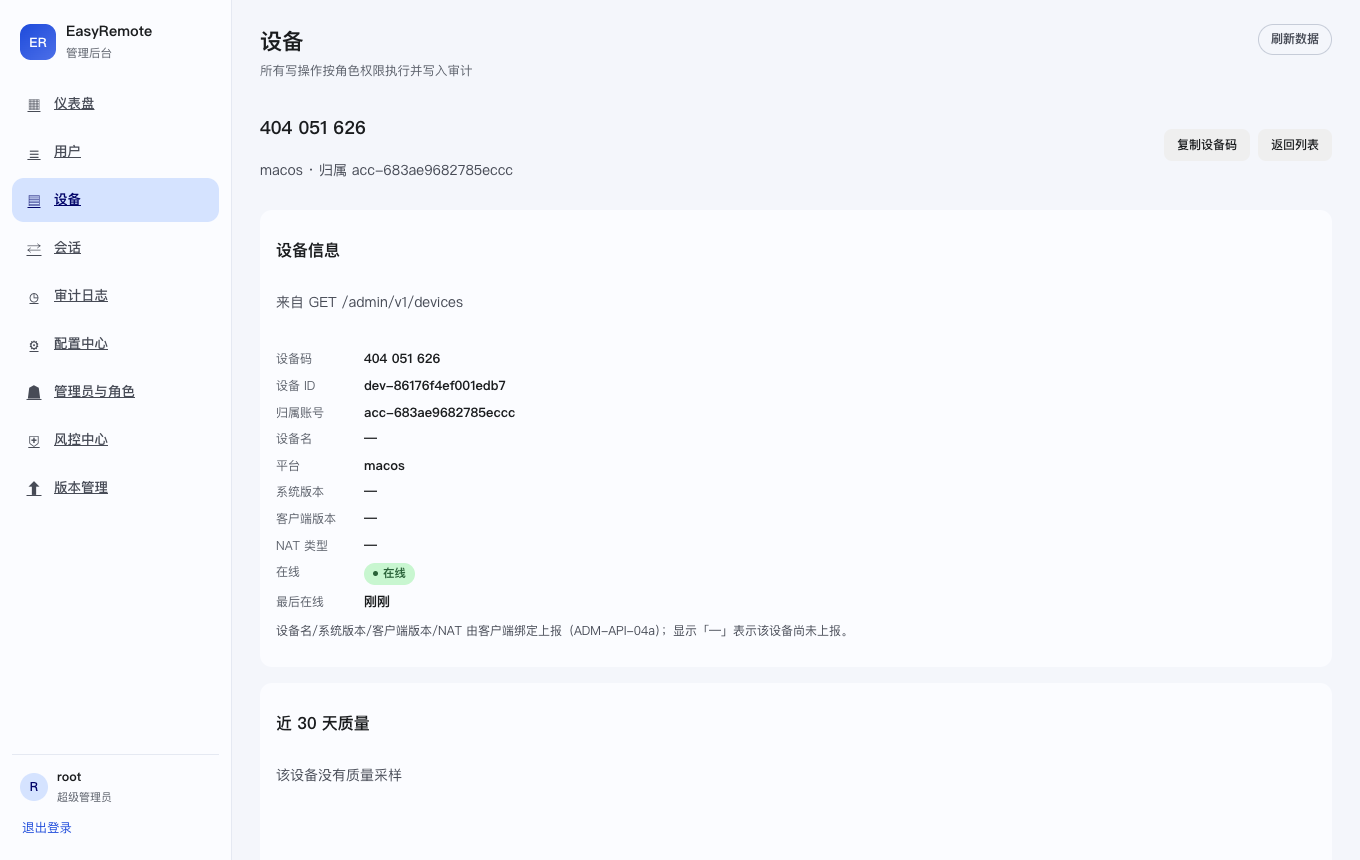 ER
EasyRemote
管理后台
仪表盘
用户
设备
会话
审计日志
配置中心
管理员与角色
风控中心
版本管理
R
root
超级管理员
退出登录
设备
所有写操作按角色权限执行并写入审计
刷新数据
404 051 626
macos · 归属 acc-683ae9682785eccc
复制设备码
返回列表
设备信息
来自 GET /admin/v1/devices
设备码 404 051 626
设备 ID dev-86176f4ef001edb7
归属账号 acc-683ae9682785eccc
设备名 —
平台 macos
系统版本 —
客户端版本 —
NAT 类型 —
在线 在线
最后在线 刚刚
设备名/系统版本/客户端版本/NAT 由客户端绑定上报（ADM-API-04a）；显示「—」表示该设备尚未上报。
近 30 天质量
该设备没有质量采样